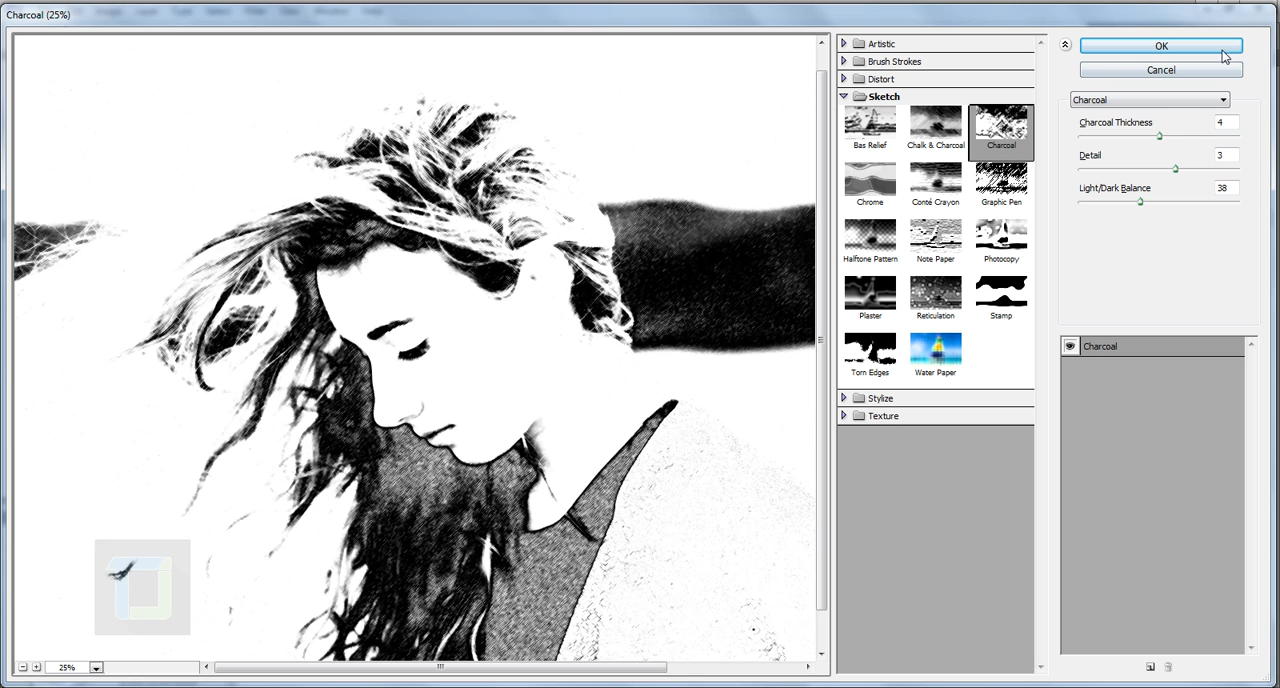 Charcoal (25%)
Artistic
Brush Strokes
Distort
Sketch
Bas Relief
Chalk & Charcoal
Charcoal
Chrome
Conté Crayon
Graphic Pen
Halftone Pattern
Note Paper
Photocopy
Plaster
Reticulation
Stamp
Torn Edges
Water Paper
Stylize
Texture
OK
Cancel
Charcoal
Charcoal Thickness 4
Detail 3
Light/Dark Balance 38
Charcoal
25%